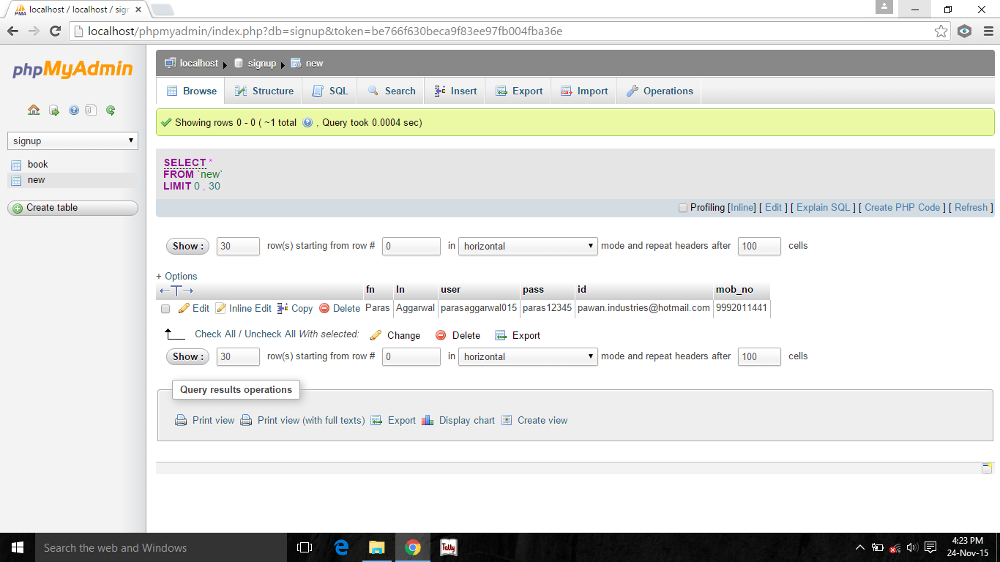 localhost / localhost / sign
localhost/phpmyadmin/index.php?db=signup&token=be766f630beca9f83ee97fb004fba36e
phpMyAdmin
signup
book
new
Create table
localhost signup new
Browse Structure SQL Search Insert Export Import Operations
Showing rows 0 - 0 ( ~1 total , Query took 0.0004 sec)
SELECT *
FROM `new`
LIMIT 0 , 30
Profiling [Inline] [ Edit ] [ Explain SQL ] [ Create PHP Code ] [ Refresh ]
Show : 30 row(s) starting from row # 0 in horizontal mode and repeat headers after 100 cells
+ Options
←T→ fn ln user pass id mob_no
Edit Inline Edit Copy Delete Paras Aggarwal parasaggarwal015 paras12345 pawan.industries@hotmail.com 9992011441
Check All / Uncheck All With selected: Change Delete Export
Show : 30 row(s) starting from row # 0 in horizontal mode and repeat headers after 100 cells
Query results operations
Print view Print view (with full texts) Export Display chart Create view
Search the web and Windows
Tally
4:23 PM
24-Nov-15